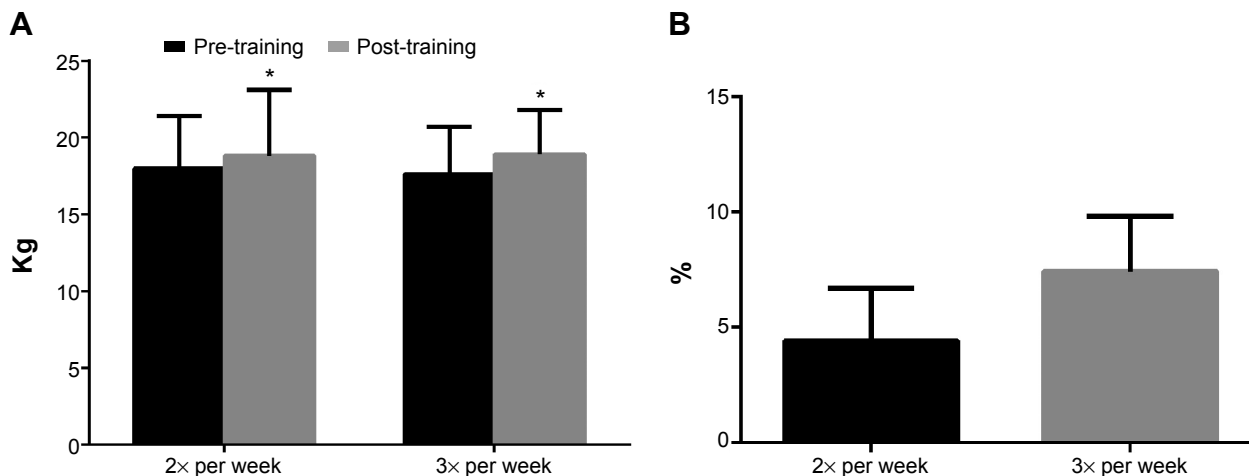 A
Pre-training Post-training
25
20
15
10
5
0
Kg
*
*
2× per week 3× per week
B
15
10
5
0
%
2× per week 3× per week